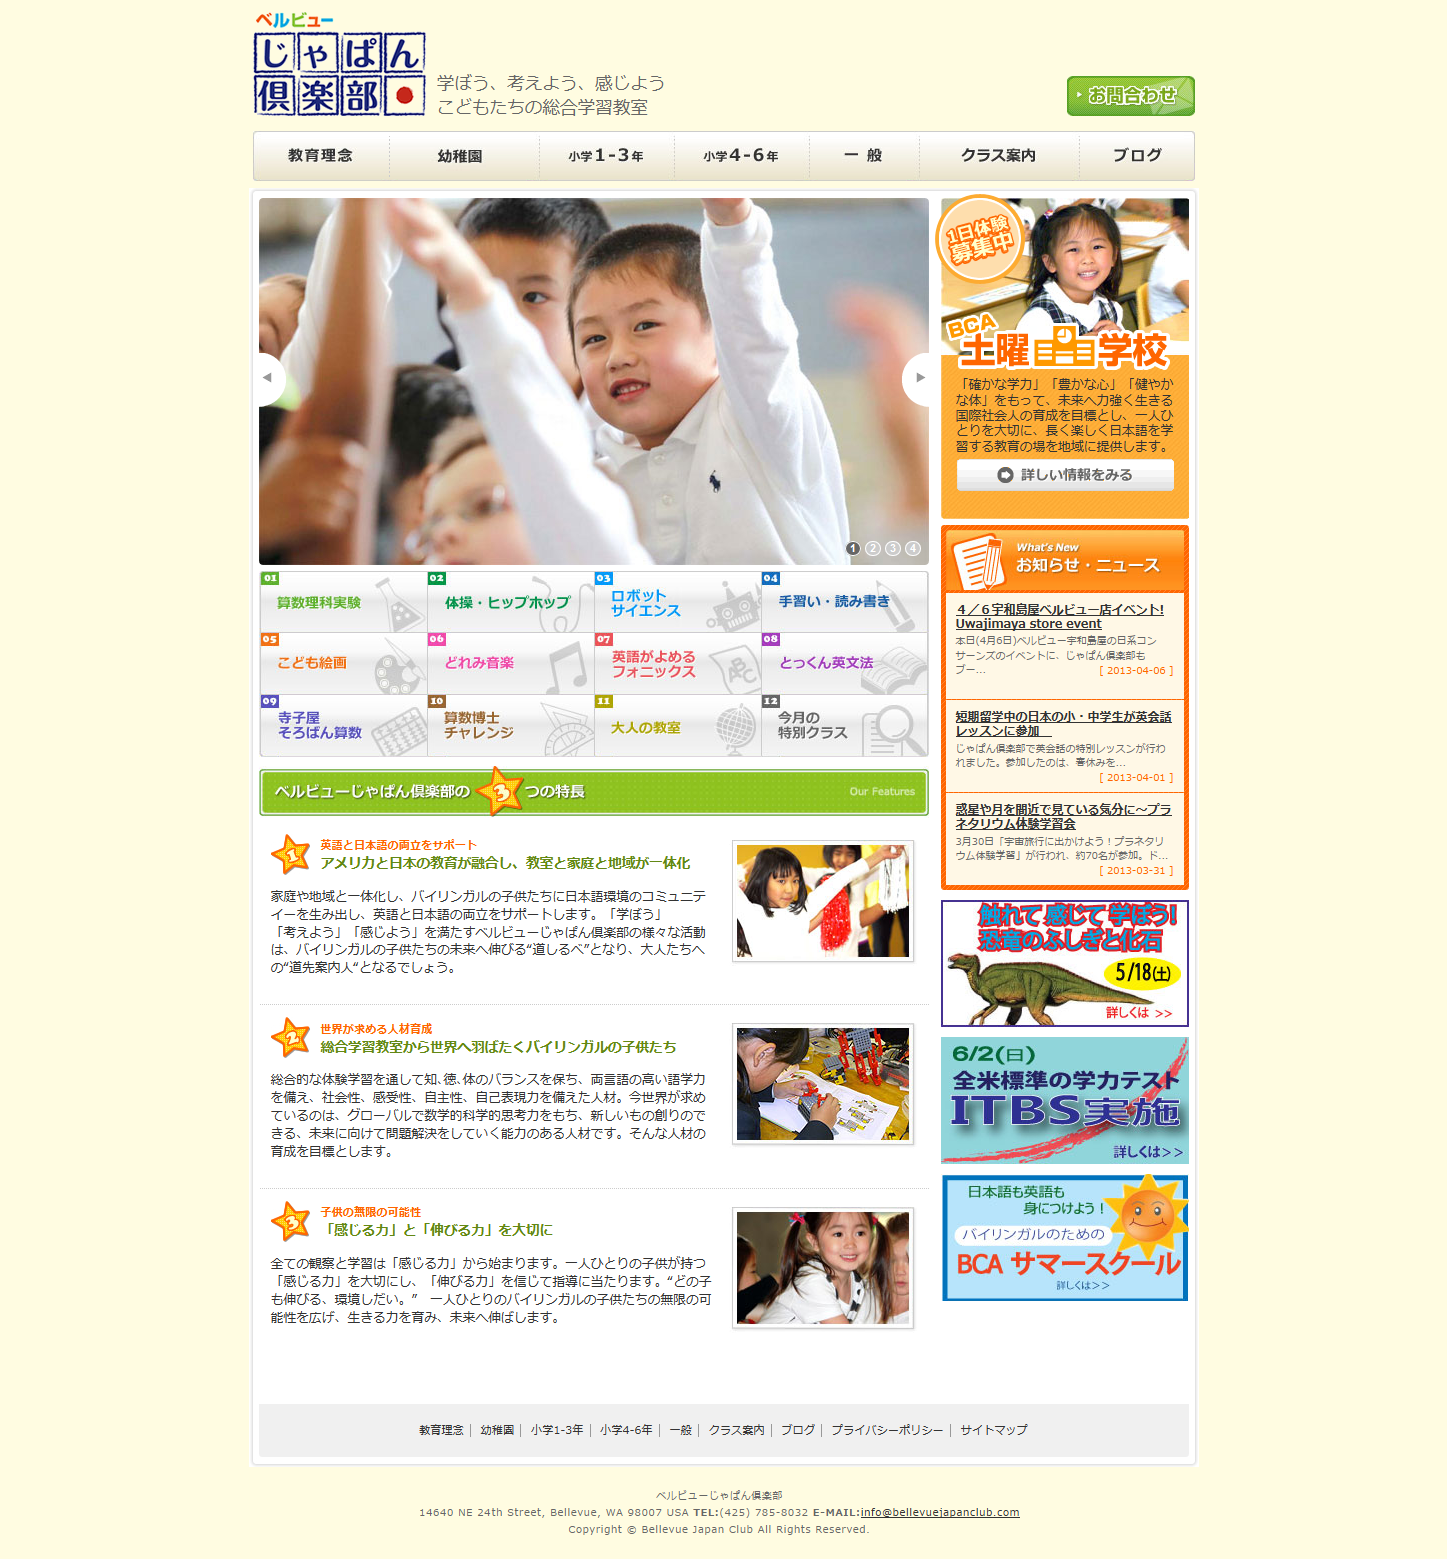 ベルビュー
じゃぱん
倶楽部
学ぼう、考えよう、感じよう
こどもたちの総合学習教室
お問合わせ
教育理念
幼稚園
小学1-3年
小学4-6年
一 般
クラス案内
ブログ
1 2 3 4
01 算数理科実験
02 体操・ヒップホップ
03 ロボット
サイエンス
04 手習い・読み書き
05 こども絵画
06 どれみ音楽
07 英語がよめる
フォニックス
ABC
08 とっくん英文法
09 寺子屋
そろばん算数
10 算数博士
チャレンジ
11 大人の教室
12 今月の
特別クラス
ベルビューじゃぱん倶楽部の3つの特長
Our Features
1 英語と日本語の両立をサポート
アメリカと日本の教育が融合し、教室と家庭と地域が一体化
家庭や地域と一体化し、バイリンガルの子供たちに日本語環境のコミュニテ
イーを生み出し、英語と日本語の両立をサポートします。「学ぼう」
「考えよう」「感じよう」を満たすベルビューじゃぱん倶楽部の様々な活動
は、バイリンガルの子供たちの未来へ伸びる“道しるべ”となり、大人たちへ
の“道先案内人“となるでしょう。
2 世界が求める人材育成
総合学習教室から世界へ羽ばたくバイリンガルの子供たち
総合的な体験学習を通して知、徳、体のバランスを保ち、両言語の高い語学力
を備え、社会性、感受性、自主性、自己表現力を備えた人材。今世界が求め
ているのは、グローバルで数学的科学的思考力をもち、新しいもの創りので
きる、未来に向けて問題解決をしていく能力のある人材です。そんな人材の
育成を目標とします。
3 子供の無限の可能性
「感じる力」と「伸びる力」を大切に
全ての観察と学習は「感じる力」から始まります。一人ひとりの子供が持つ
「感じる力」を大切にし、「伸びる力」を信じて指導に当たります。“どの子
も伸びる、環境しだい。” 一人ひとりのバイリンガルの子供たちの無限の可
能性を広げ、生きる力を育み、未来へ伸ばします。
1日体験
募集中
BCA
土曜学校
「確かな学力」「豊かな心」「健やか
な体」をもって、未来へ力強く生きる
国際社会人の育成を目標とし、一人ひ
とりを大切に、長く楽しく日本語を学
習する教育の場を地域に提供します。
詳しい情報をみる
What's New
お知らせ・ニュース
４／６宇和島屋ベルビュー店イベント!
Uwajimaya store event
本日(4月6日)ベルビュー宇和島屋の日系コン
サーンズのイベントに、じゃぱん倶楽部も
ブー...
[ 2013-04-06 ]
短期留学中の日本の小・中学生が英会話
レッスンに参加
じゃぱん倶楽部で英会話の特別レッスンが行わ
れました。参加したのは、春休みを...
[ 2013-04-01 ]
惑星や月を間近で見ている気分に～プラ
ネタリウム体験学習会
3月30日「宇宙旅行に出かけよう！プラネタリ
ウム体験学習」が行われ、約70名が参加。ド...
[ 2013-03-31 ]
触れて 感じて 学ぼう!
恐竜のふしぎと化石
5/18(土)
詳しくは >>
6/2(日)
全米標準の学力テスト
ITBS実施
詳しくは>>
日本語も英語も
身につけよう！
バイリンガルのための
BCA サマースクール
詳しくは>>
教育理念 | 幼稚園 | 小学1-3年 | 小学4-6年 | 一般 | クラス案内 | ブログ | プライバシーポリシー | サイトマップ
ベルビューじゃぱん倶楽部
14640 NE 24th Street, Bellevue, WA 98007 USA TEL:(425) 785-8032 E-MAIL:info@bellevuejapanclub.com
Copyright © Bellevue Japan Club All Rights Reserved.